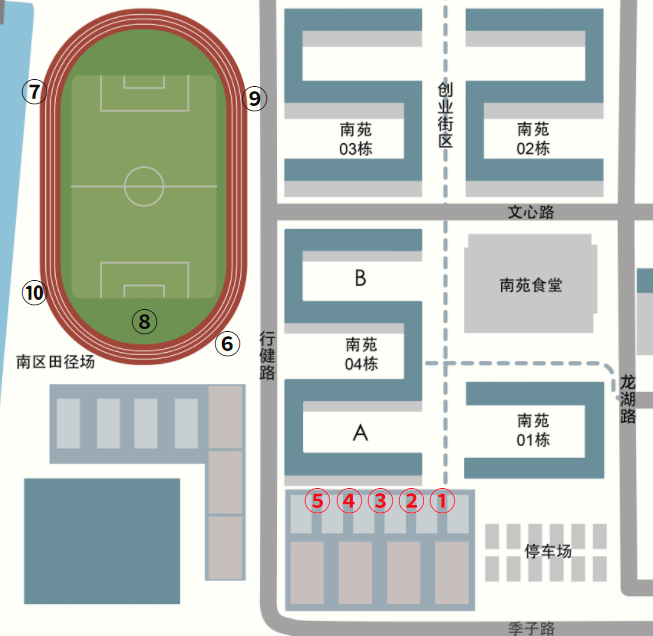 ⑦
⑨
创业街区
南苑
03栋
南苑
02栋
文心路
B
南苑食堂
⑩
⑧
⑥
南区田径场
行健路
南苑
04栋
龙湖路
A
南苑
01栋
⑤
④
③
②
①
停车场
季子路